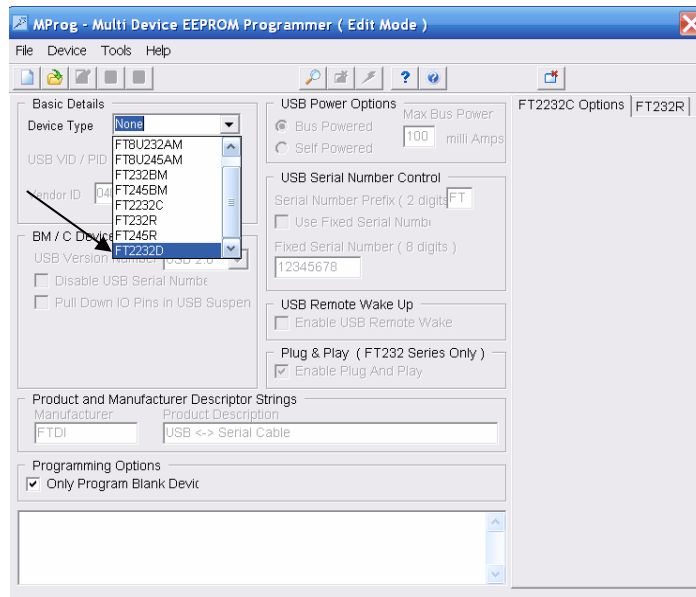 MProg - Multi Device EEPROM Programmer ( Edit Mode )
File Device Tools Help
Basic Details
Device Type None
FT8U232AM
FT8U245AM
FT232BM
FT245BM
FT2232C
FT232R
FT245R
FT2232D
USB VID / PID
Vendor ID
BM / C Device
USB Version Number USB 2.0
Disable USB Serial Numbe
Pull Down IO Pins in USB Suspen
USB Power Options
Bus Powered
Self Powered
Max Bus Power
100 milli Amps
USB Serial Number Control
Serial Number Prefix ( 2 digits FT
Use Fixed Serial Numb
Fixed Serial Number ( 8 digits )
12345678
USB Remote Wake Up
Enable USB Remote Wake
Plug & Play ( FT232 Series Only )
Enable Plug And Play
Product and Manufacturer Descriptor Strings
Manufacturer Product Description
FTDI USB <-> Serial Cable
Programming Options
Only Program Blank Devic
FT2232C Options FT232R